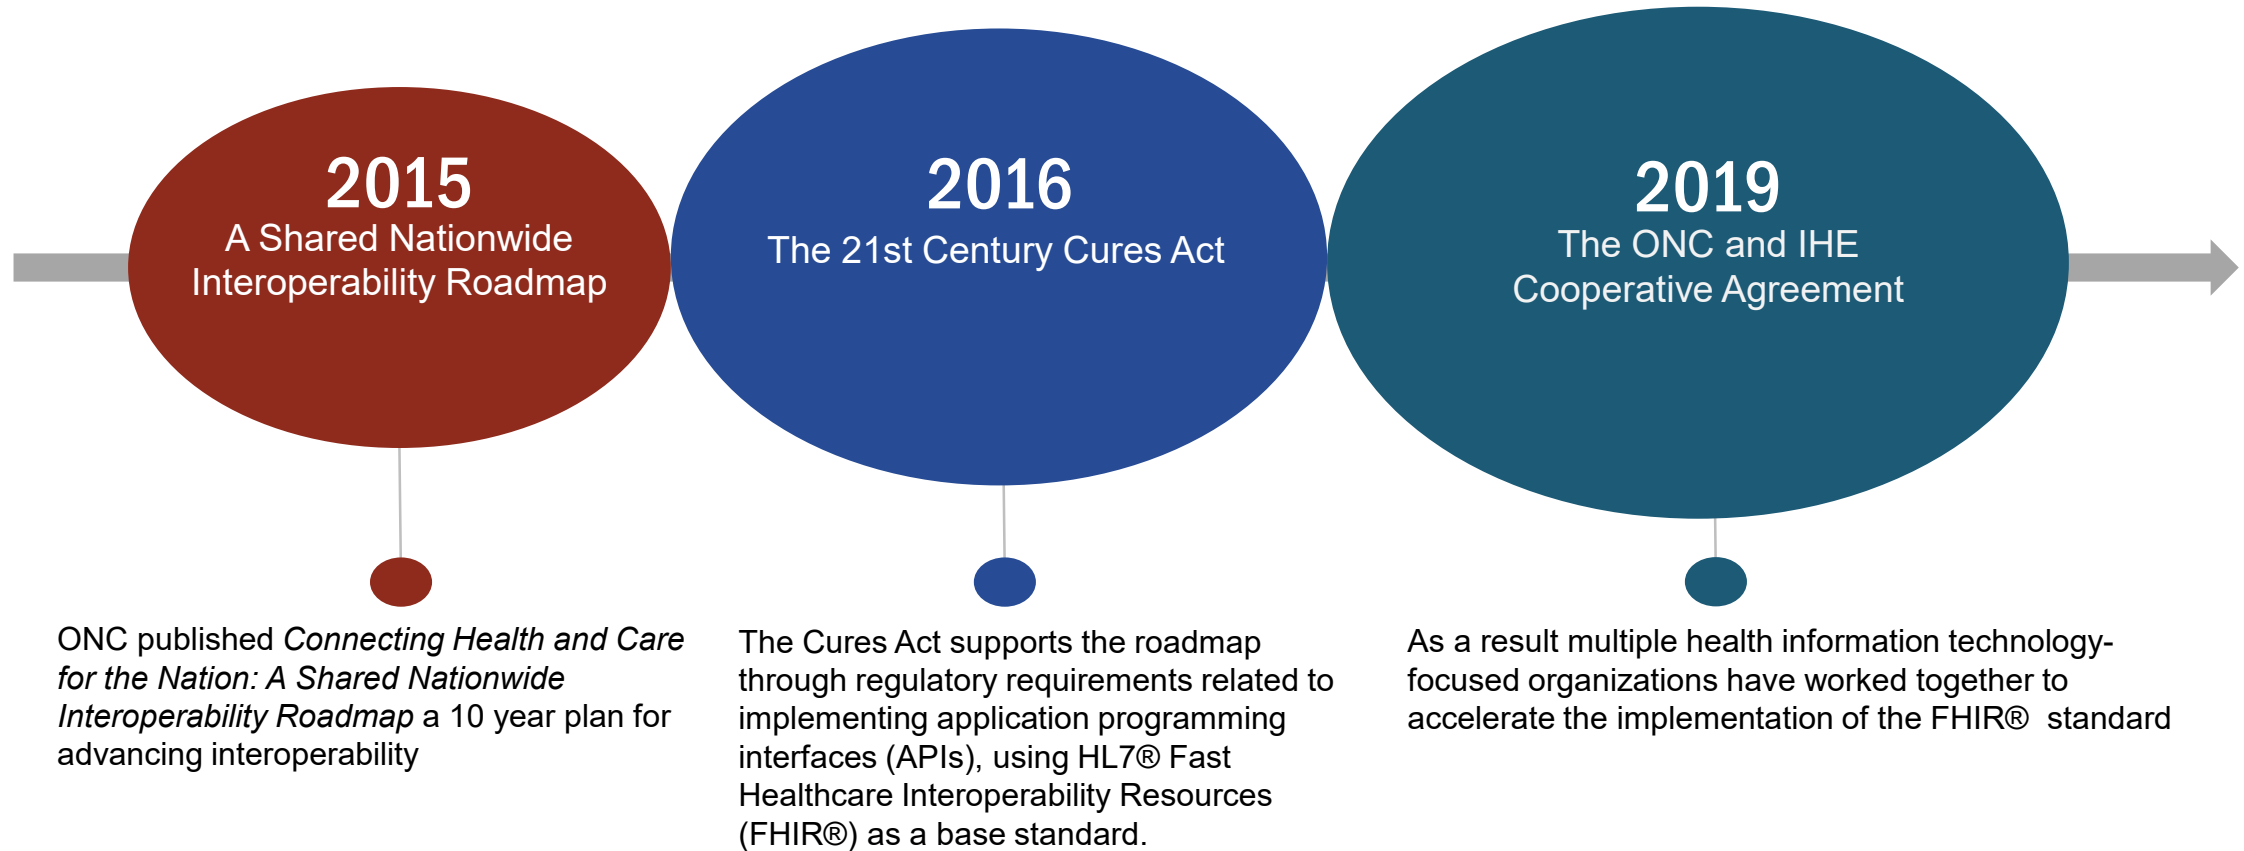 2015
A Shared Nationwide
Interoperability Roadmap
2016
The 21st Century Cures Act
2019
The ONC and IHE
Cooperative Agreement
ONC published Connecting Health and Care
for the Nation: A Shared Nationwide
Interoperability Roadmap a 10 year plan for
advancing interoperability
The Cures Act supports the roadmap
through regulatory requirements related to
implementing application programming
interfaces (APIs), using HL7® Fast
Healthcare Interoperability Resources
(FHIR®) as a base standard.
As a result multiple health information technology-
focused organizations have worked together to
accelerate the implementation of the FHIR® standard